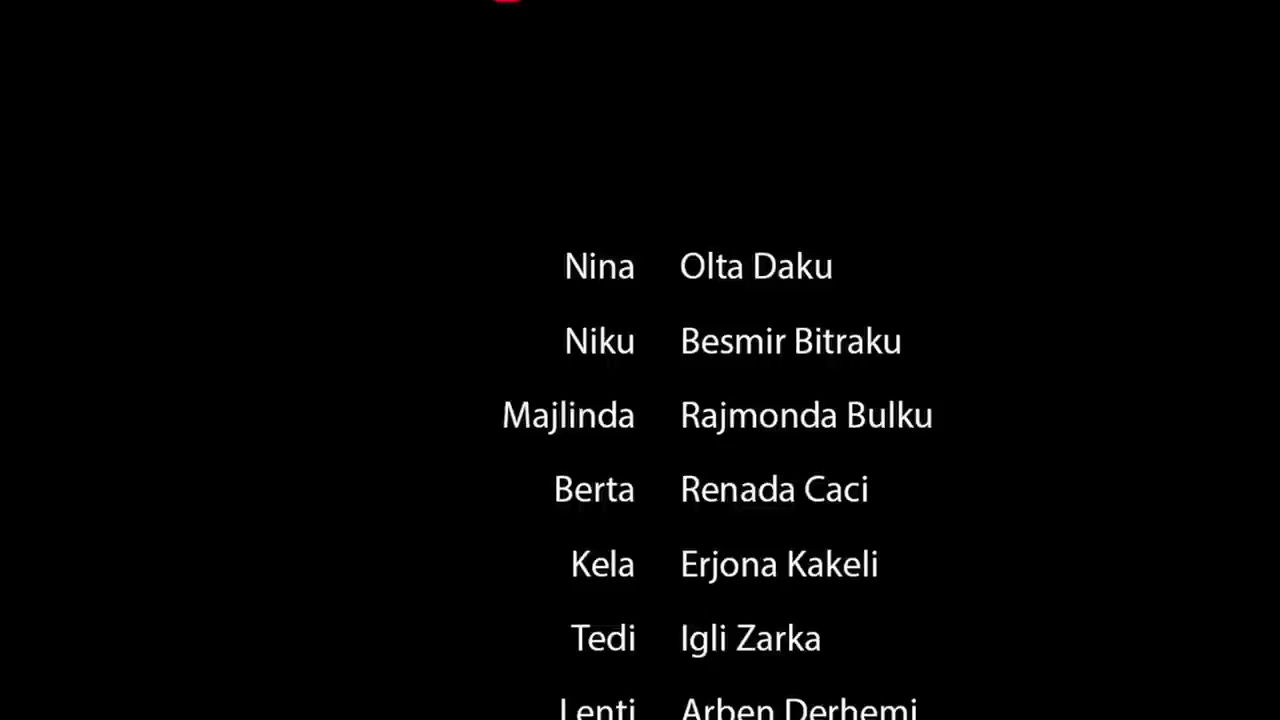 Nina Olta Daku
Niku Besmir Bitraku
Majlinda Rajmonda Bulku
Berta Renada Caci
Kela Erjona Kakeli
Tedi Igli Zarka
Lenti Arben Derhemi